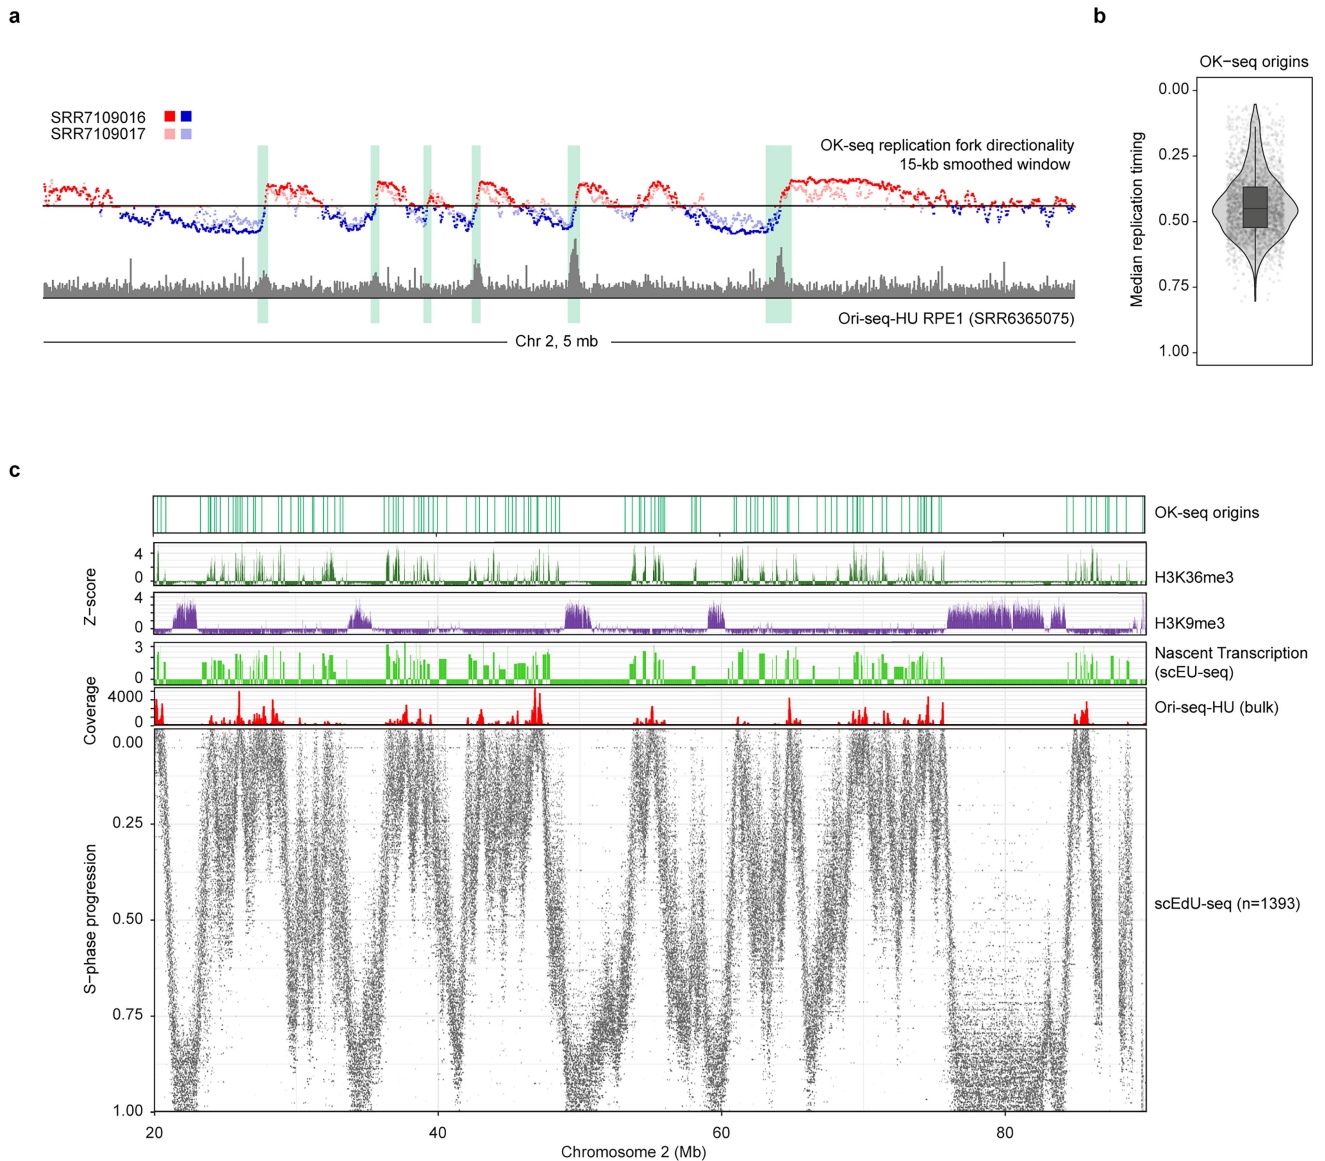 a
b
SRR7109016
SRR7109017
OK-seq replication fork directionality
15-kb smoothed window
Ori-seq-HU RPE1 (SRR6365075)
Chr 2, 5 mb
OK−seq origins
Median replication timing
0.00
0.25
0.50
0.75
1.00
c
OK-seq origins
Z−score
4
0
H3K36me3
4
0
H3K9me3
3
0
Nascent Transcription
(scEU-seq)
Coverage
4000
0
Ori-seq-HU (bulk)
S−phase progression
0.00
0.25
0.50
0.75
1.00
scEdU-seq (n=1393)
20
40
60
80
Chromosome 2 (Mb)